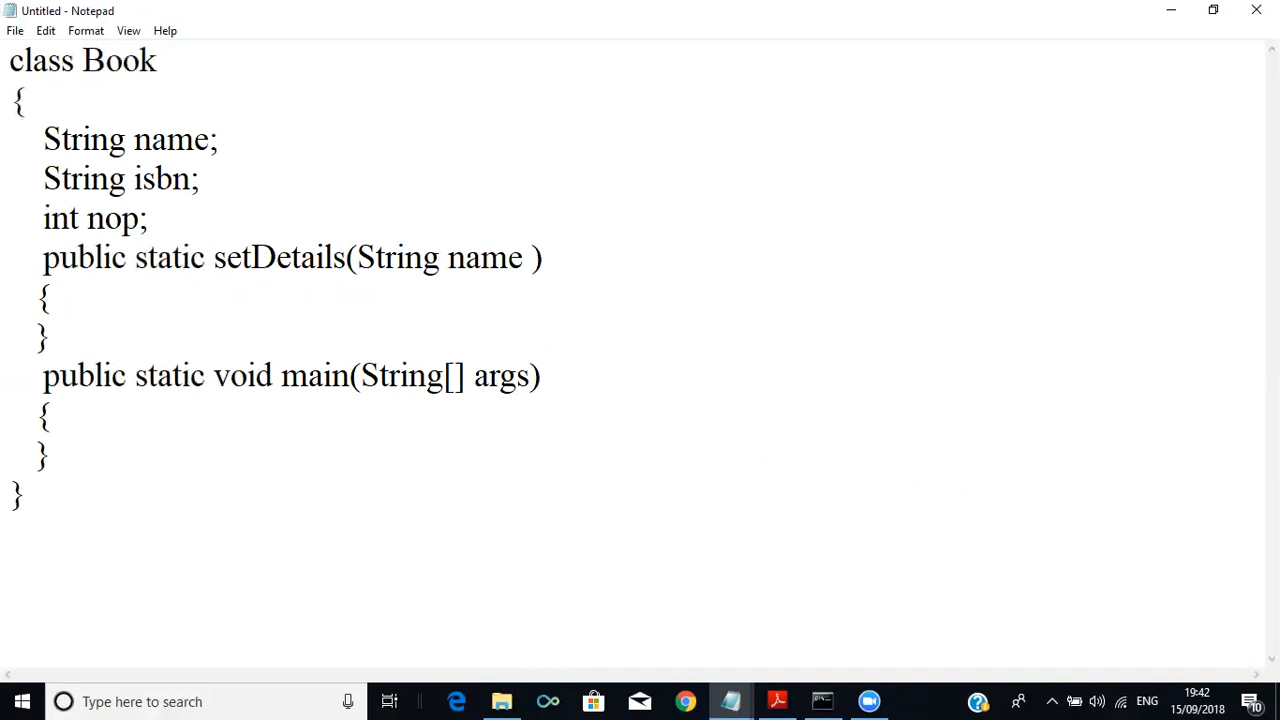 Untitled - Notepad
File Edit Format View Help
class Book
{
String name;
String isbn;
int nop;
public static setDetails(String name )
{
}
public static void main(String[] args)
{
}
}
Type here to search
ENG
19:42
15/09/2018
10